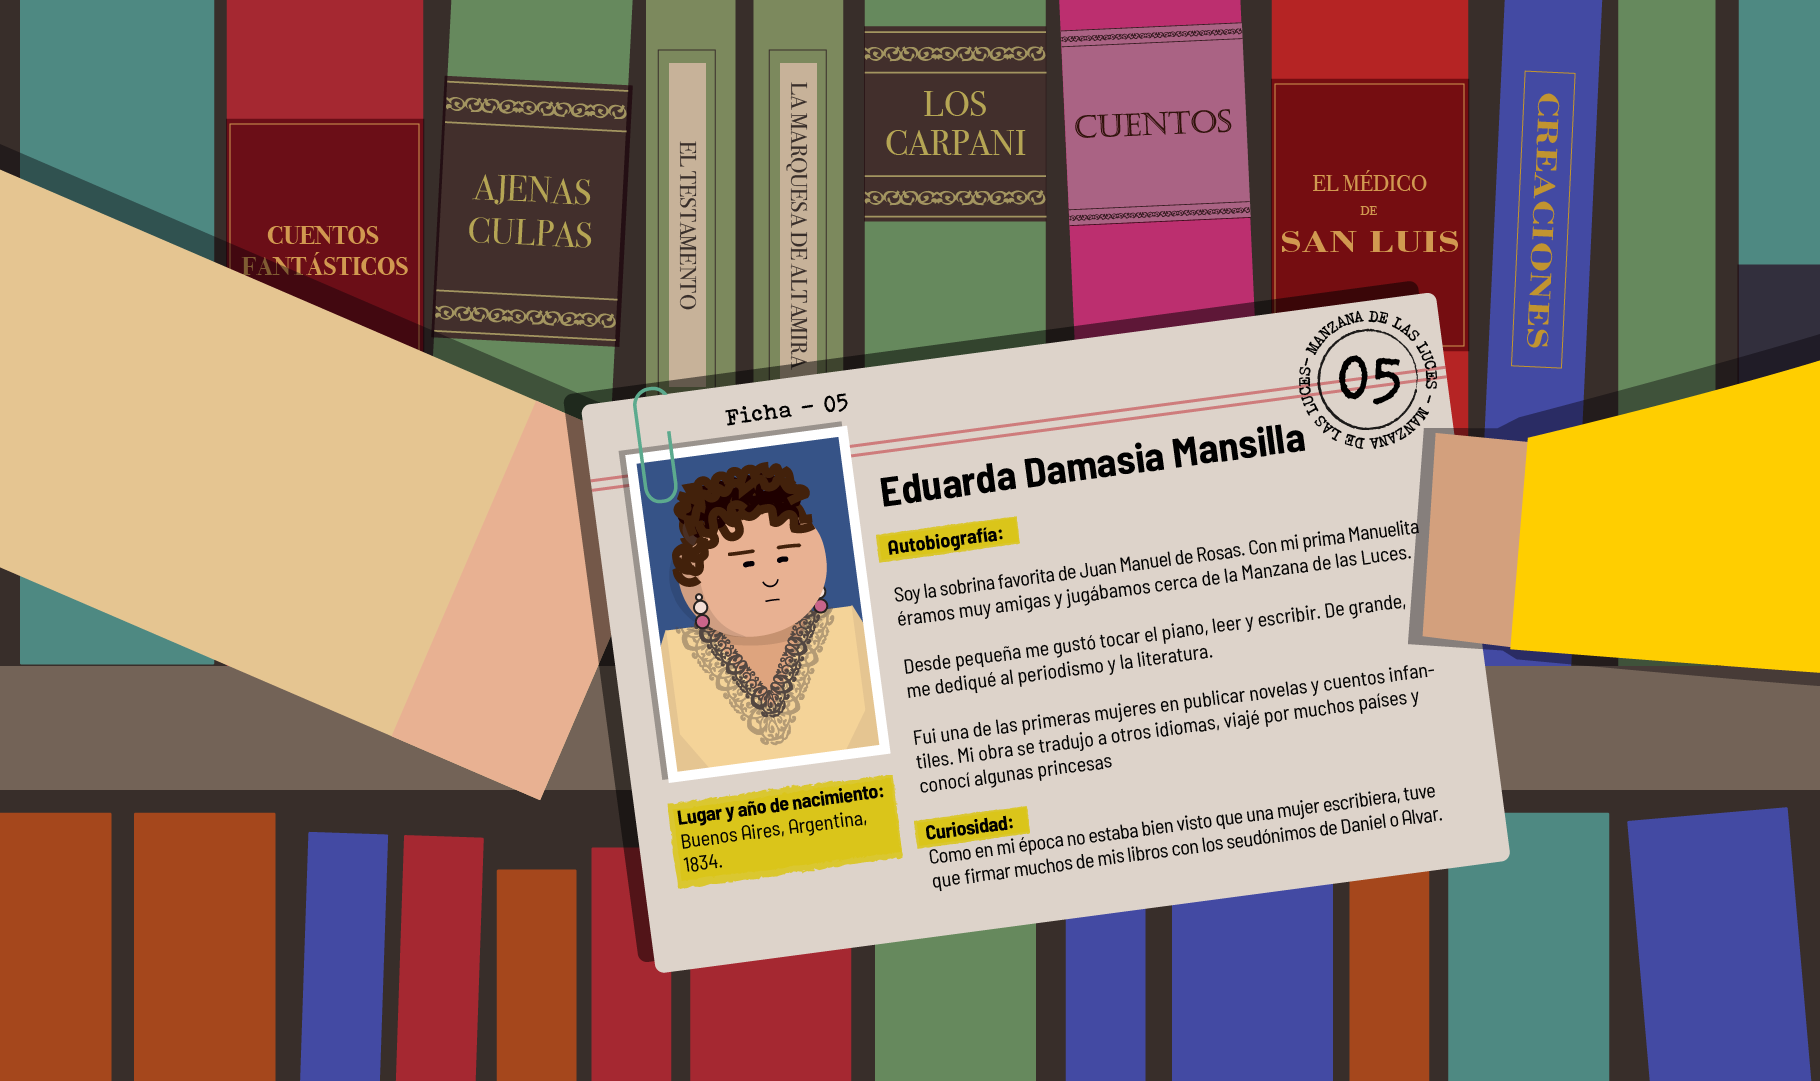 CUENTOS
FANTÁSTICOS
AJENAS
CULPAS
EL TESTAMENTO
LA MARQUESA DE ALTAMIRA
LOS
CARPANI
CUENTOS
EL MÉDICO
DE
SAN LUIS
CREACIONES
Ficha - 05
MANZANA DE LAS LUCES - MANZANA DE LAS LUCES-
05
Eduarda Damasia Mansilla
Autobiografía:
Soy la sobrina favorita de Juan Manuel de Rosas. Con mi prima Manuelita
éramos muy amigas y jugábamos cerca de la Manzana de las Luces.
Desde pequeña me gustó tocar el piano, leer y escribir. De grande,
me dediqué al periodismo y la literatura.
Fui una de las primeras mujeres en publicar novelas y cuentos infan-
tiles. Mi obra se tradujo a otros idiomas, viajé por muchos países y
conocí algunas princesas
Lugar y año de nacimiento:
Buenos Aires, Argentina,
1834.
Curiosidad:
Como en mi época no estaba bien visto que una mujer escribiera, tuve
que firmar muchos de mis libros con los seudónimos de Daniel o Alvar.